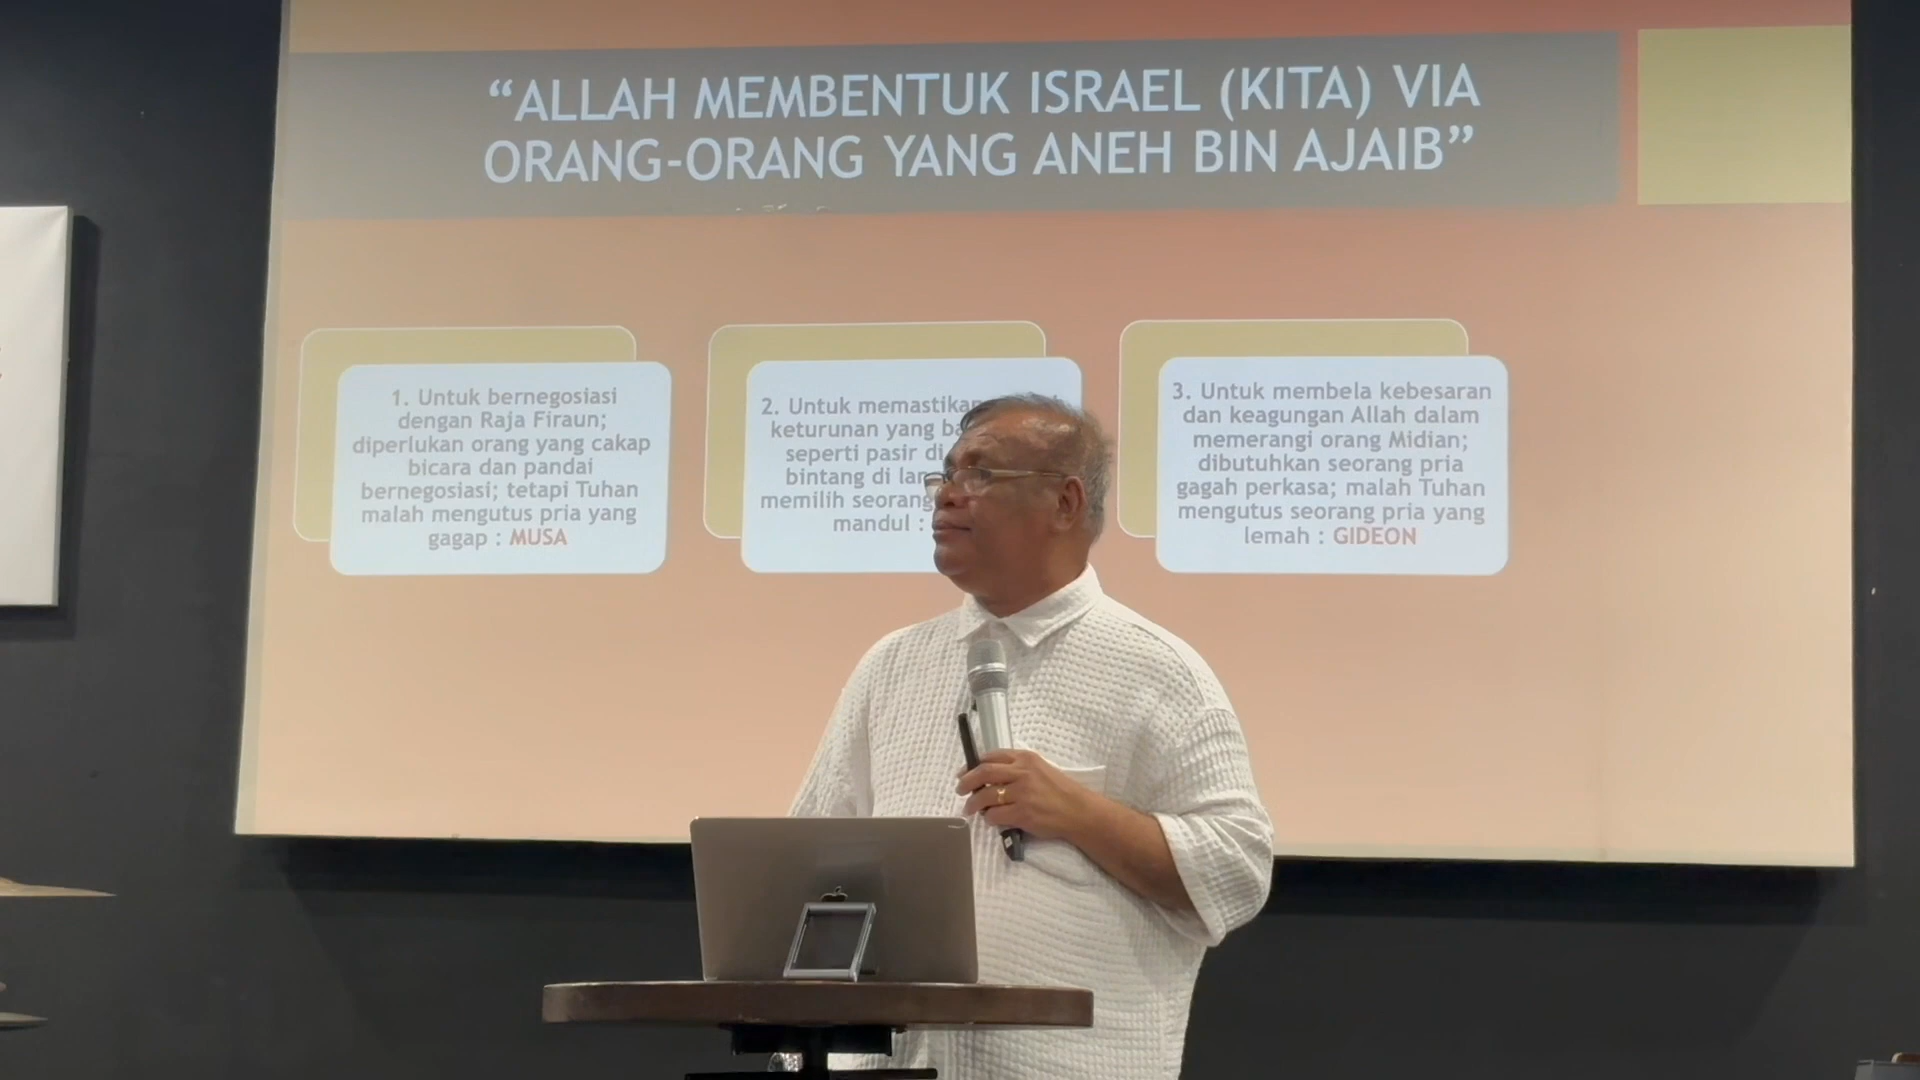 “ALLAH MEMBENTUK ISRAEL (KITA) VIA
ORANG-ORANG YANG ANEH BIN AJAIB”
1. Untuk bernegosiasi
dengan Raja Firaun;
diperlukan orang yang cakap
bicara dan pandai
bernegosiasi; tetapi Tuhan
malah mengutus pria yang
gagap : MUSA
2. Untuk memastikan
keturunan yang
seperti pasir di
bintang di
memilih seorang
mandul :
3. Untuk membela kebesaran
dan keagungan Allah dalam
memerangi orang Midian;
dibutuhkan seorang pria
gagah perkasa; malah Tuhan
mengutus seorang pria yang
lemah : GIDEON